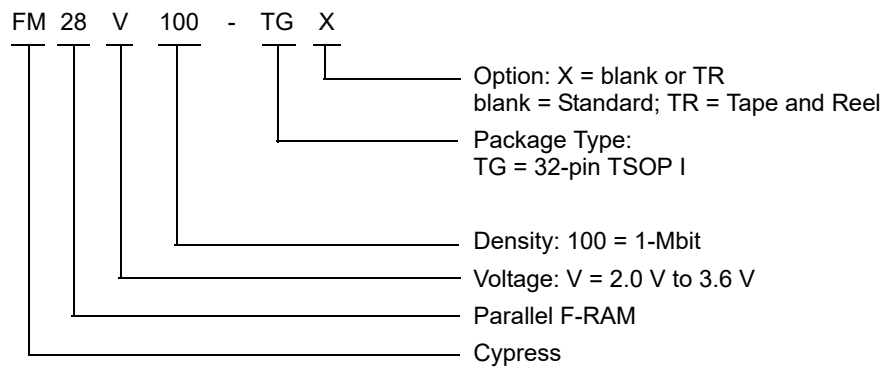 FM 28 V 100 - TG X
Option: X = blank or TR
blank = Standard; TR = Tape and Reel
Package Type:
TG = 32-pin TSOP I
Density: 100 = 1-Mbit
Voltage: V = 2.0 V to 3.6 V
Parallel F-RAM
Cypress